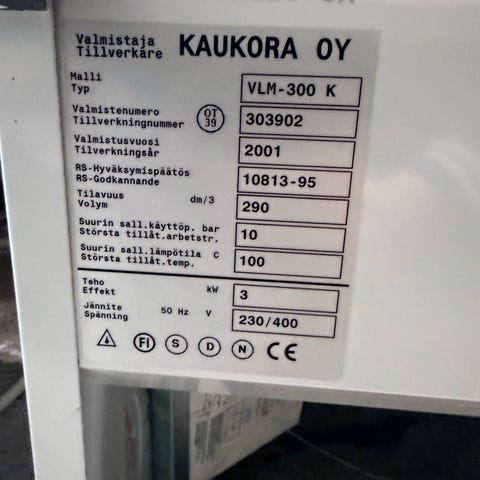 Valmistaja
Tillverkare
KAUKORA OY
Malli
Typ
VLM-300 K
Valmistenumero
Tillverkningnummer
OT
39
303902
Valmistusvuosi
Tilverkningsår
2001
RS-Hyväksymispäätös
RS-Godkannande
10813-95
Tilavuus
Volym
dm/3
290
Suurin sall.käyttöp. bar
Största tillåt.arbetstr.
10
Suurin sall.lämpötila C
Största tillåt.temp.
100
Teho
Effekt
kW
3
Jännite
Spänning
50 Hz V
230/400
FI S D N CE